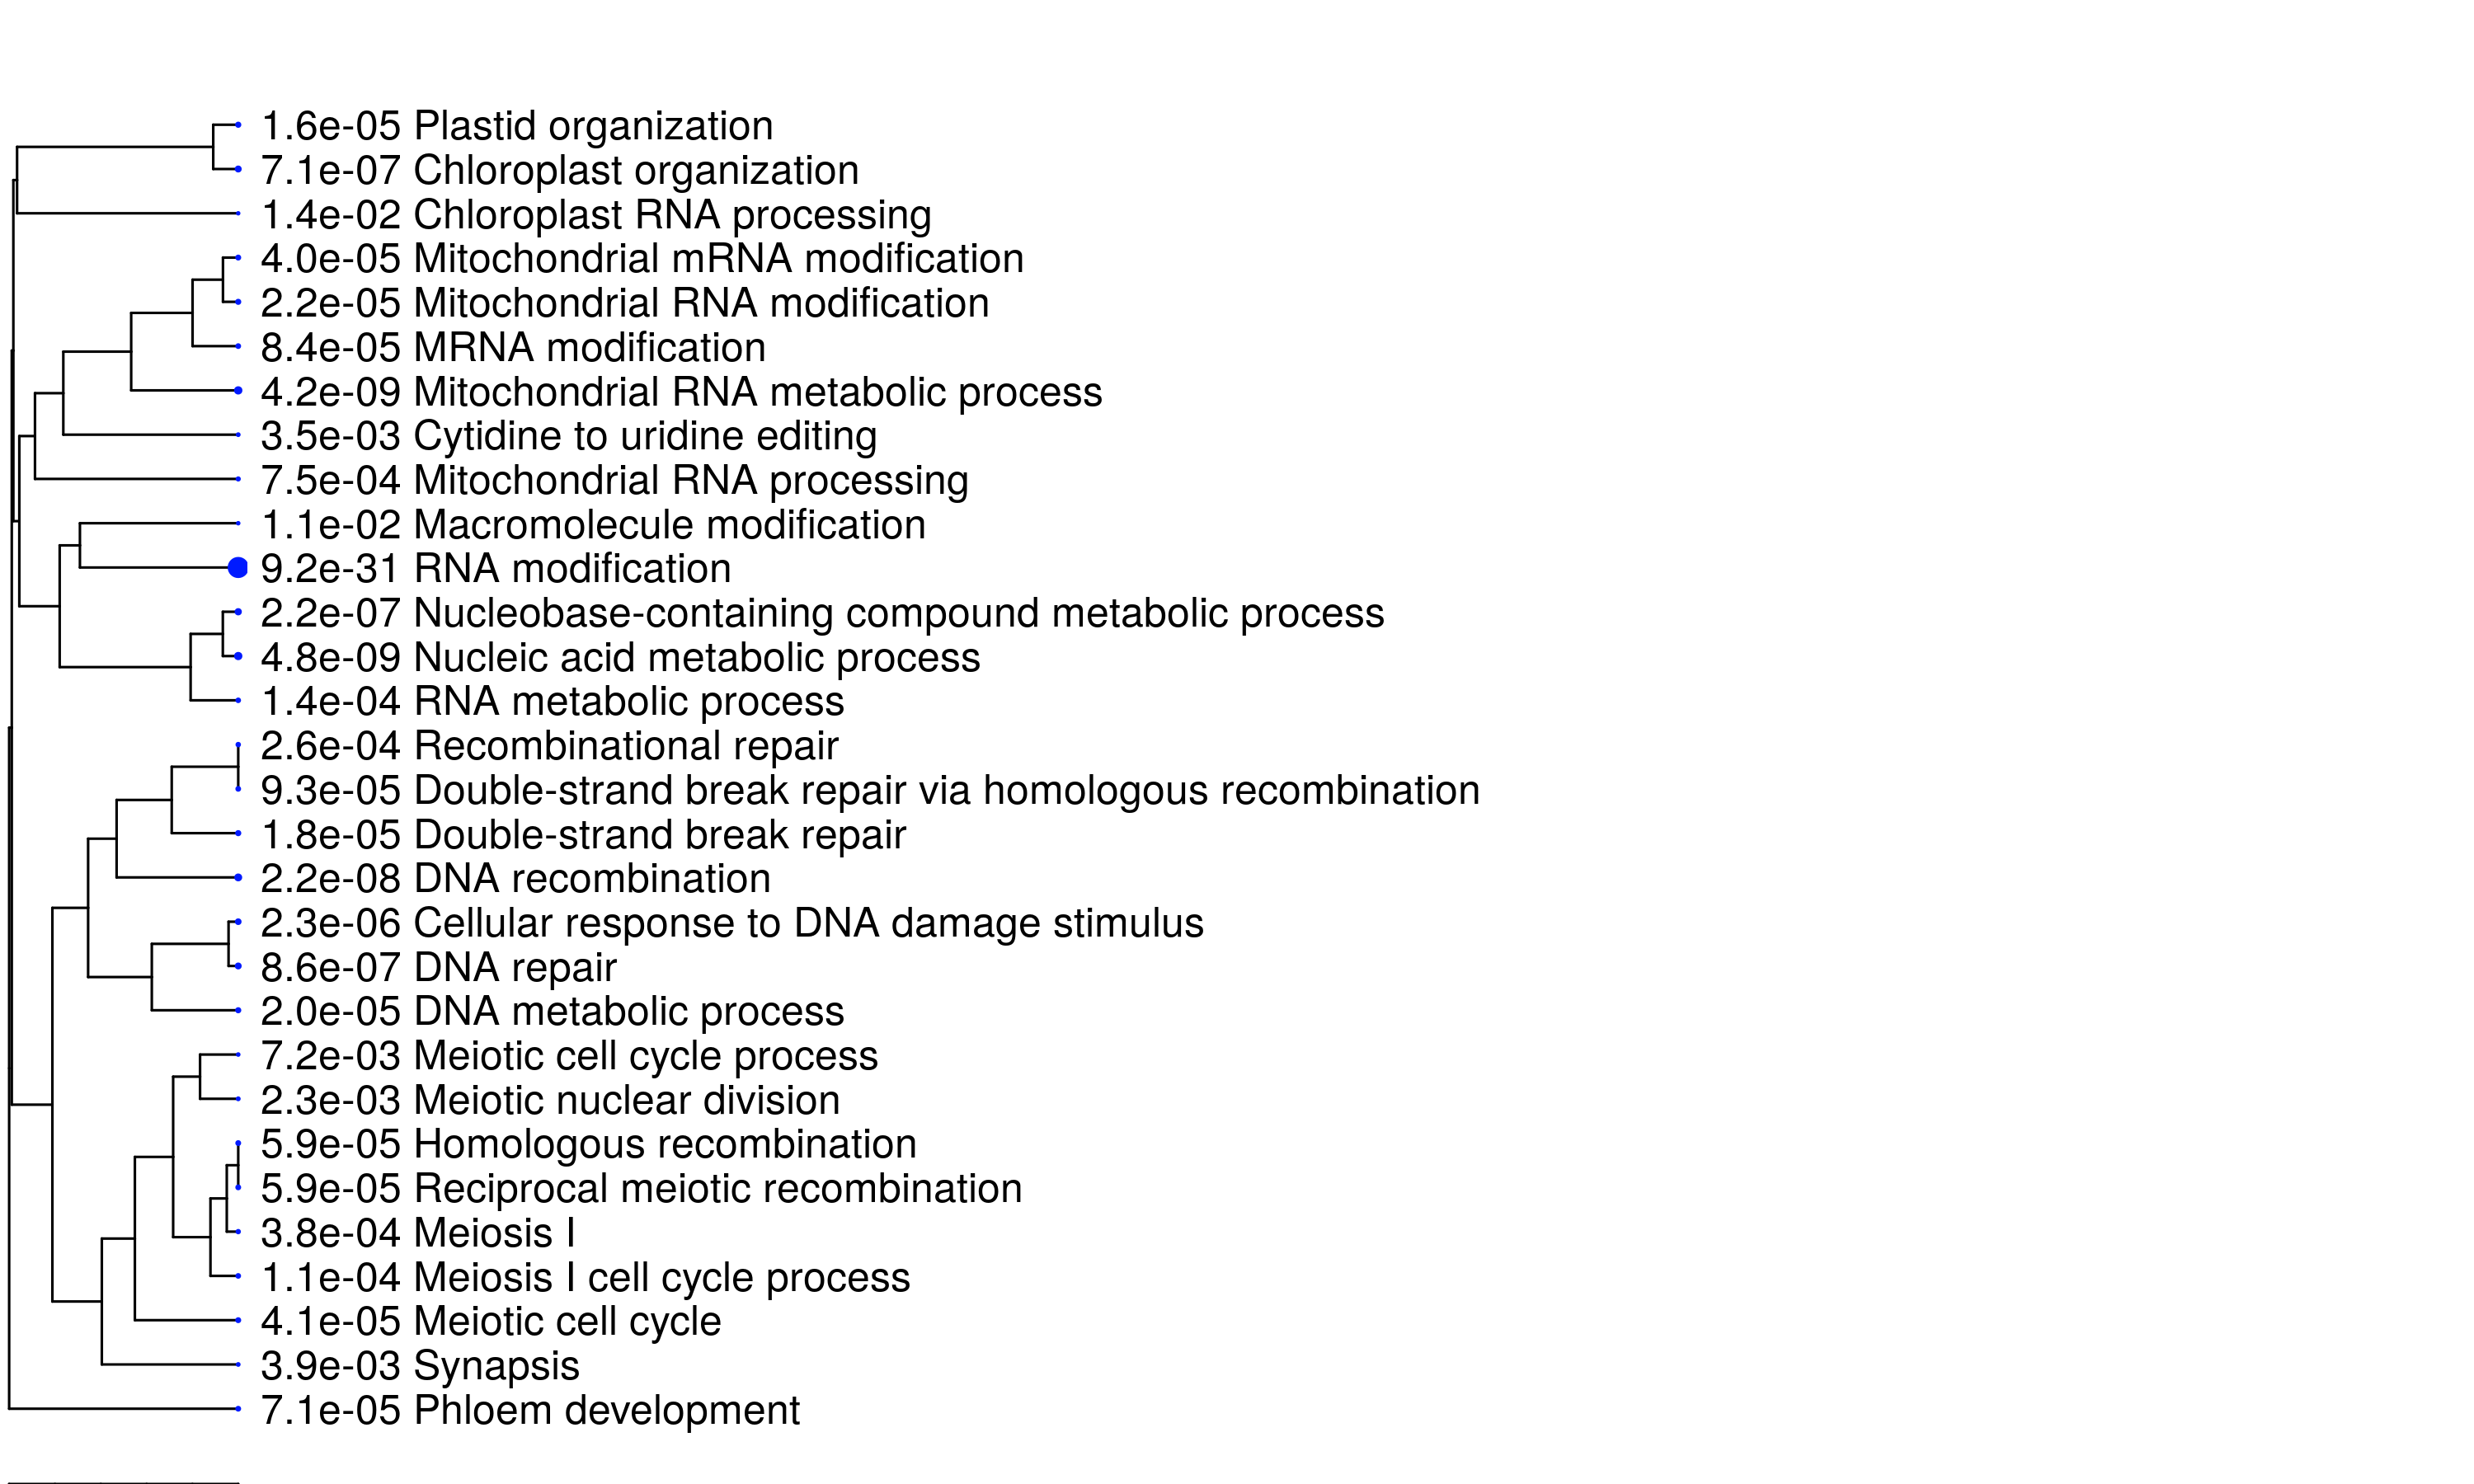 1.6e-05 Plastid organization
7.1e-07 Chloroplast organization
1.4e-02 Chloroplast RNA processing
4.0e-05 Mitochondrial mRNA modification
2.2e-05 Mitochondrial RNA modification
8.4e-05 MRNA modification
4.2e-09 Mitochondrial RNA metabolic process
3.5e-03 Cytidine to uridine editing
7.5e-04 Mitochondrial RNA processing
1.1e-02 Macromolecule modification
9.2e-31 RNA modification
2.2e-07 Nucleobase-containing compound metabolic process
4.8e-09 Nucleic acid metabolic process
1.4e-04 RNA metabolic process
2.6e-04 Recombinational repair
9.3e-05 Double-strand break repair via homologous recombination
1.8e-05 Double-strand break repair
2.2e-08 DNA recombination
2.3e-06 Cellular response to DNA damage stimulus
8.6e-07 DNA repair
2.0e-05 DNA metabolic process
7.2e-03 Meiotic cell cycle process
2.3e-03 Meiotic nuclear division
5.9e-05 Homologous recombination
5.9e-05 Reciprocal meiotic recombination
3.8e-04 Meiosis I
1.1e-04 Meiosis I cell cycle process
4.1e-05 Meiotic cell cycle
3.9e-03 Synapsis
7.1e-05 Phloem development